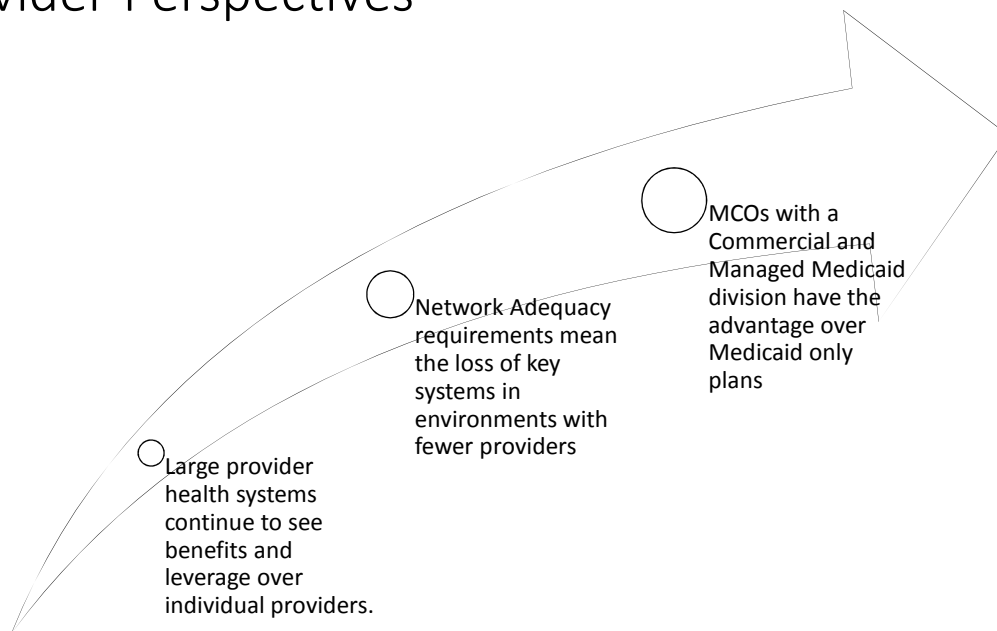 Perspectives
MCOs with a
Commercial and
Managed Medicaid
division have the
advantage over
Medicaid only
plans
Network Adequacy
requirements mean
the loss of key
systems in
environments with
fewer providers
Large provider
health systems
continue to see
benefits and
leverage over
individual providers.